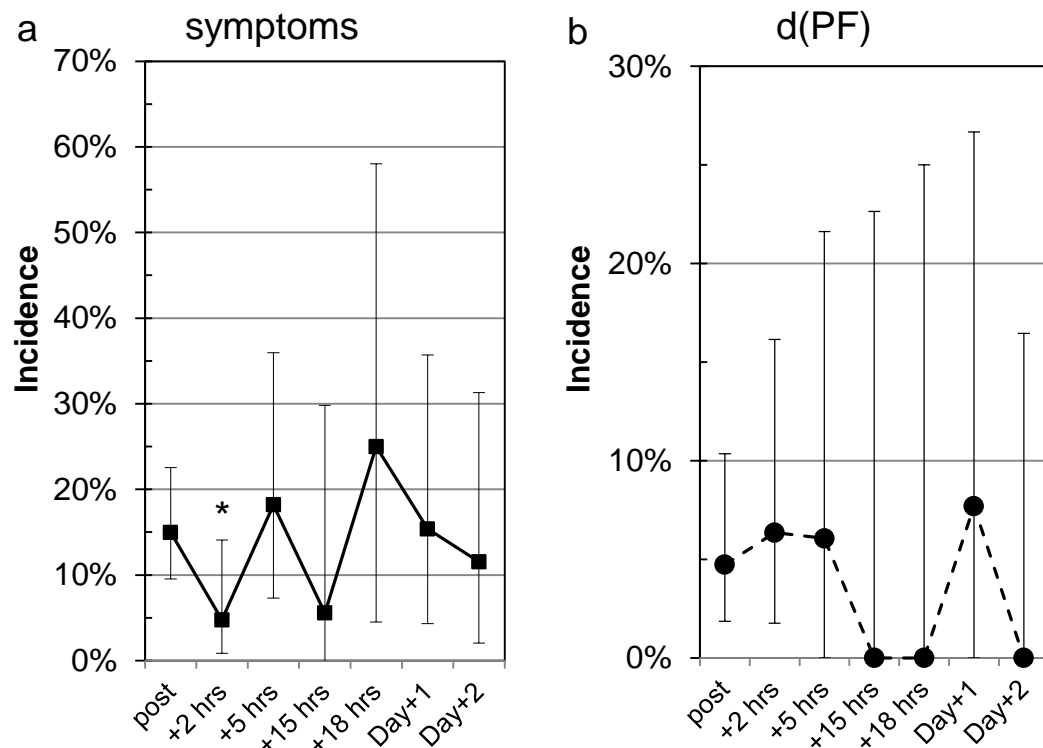 a symptoms
70%
60%
50%
40%
30%
20%
10%
0%
Incidence
*
post
+2 hrs
+5 hrs
+15 hrs
+18 hrs
Day+1
Day+2
b d(PF)
30%
20%
10%
0%
Incidence
post
+2 hrs
+5 hrs
+15 hrs
+18 hrs
Day+1
Day+2